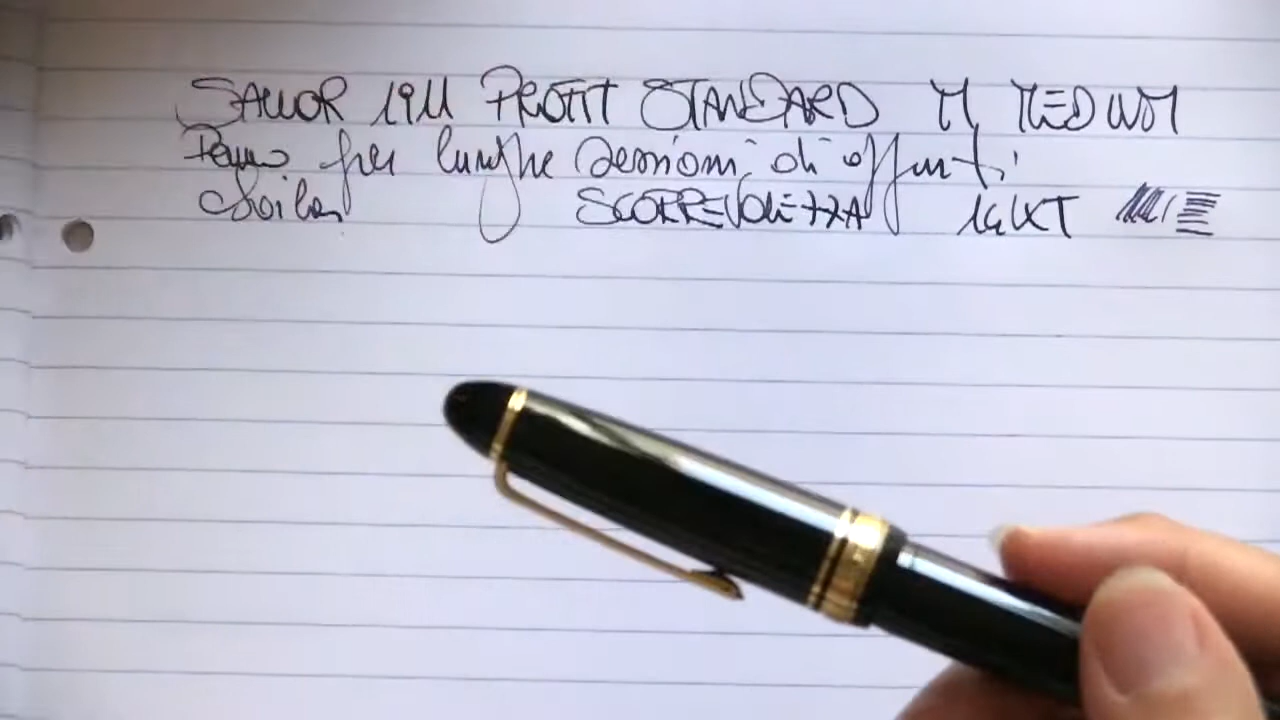 SAILOR 1911 PROFIT STANDARD M MEDIUM
Penna per lunghe sessioni di appunti
SCORREVOLEZZA 14KT